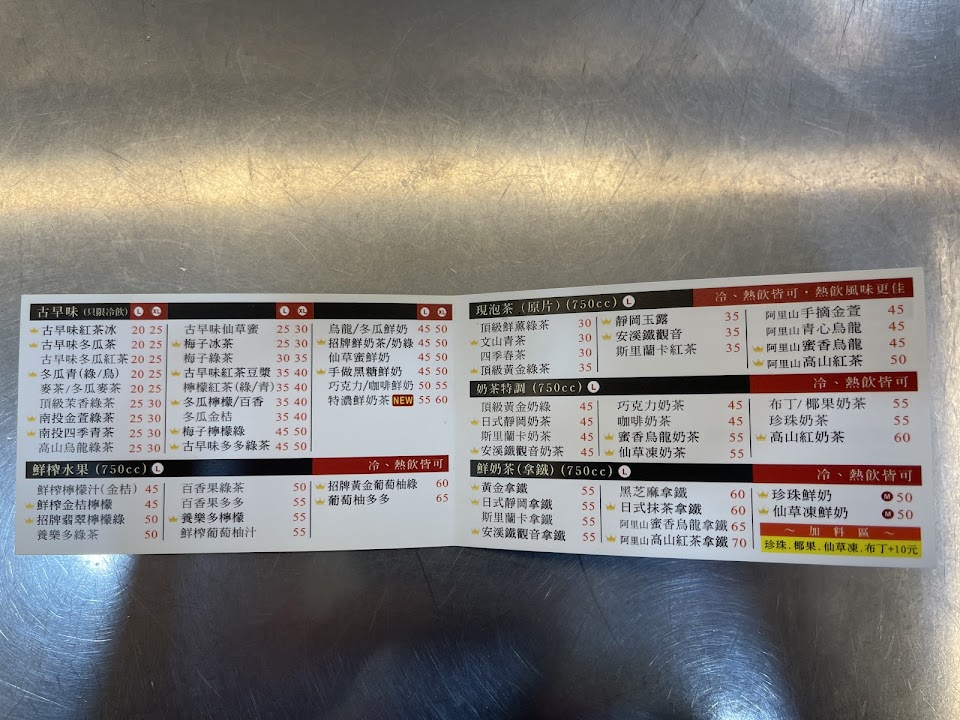 古早味 (只限冷飲) L XL L XL L XL
古早味紅茶冰 20 25
古早味冬瓜茶 20 25
古早味冬瓜紅茶 20 25
冬瓜青(綠/烏) 20 25
麥茶/冬瓜麥茶 20 25
頂級茉香綠茶 25 30
南投金萱綠茶 25 30
南投四季青茶 25 30
高山烏龍綠茶 25 30
古早味仙草蜜 25 30
梅子冰茶 25 30
梅子綠茶 30 35
古早味紅茶豆漿 35 40
檸檬紅茶(綠/青) 35 40
冬瓜檸檬/百香 35 40
冬瓜金桔 35 40
梅子檸檬綠 45 50
古早味多多綠茶 45 50
烏龍/冬瓜鮮奶 45 50
招牌鮮奶茶/奶綠 45 50
仙草蜜鮮奶 45 50
手做黑糖鮮奶 45 50
巧克力/咖啡鮮奶 50 55
特濃鮮奶茶 NEW 55 60
鮮榨水果 (750cc) L 冷、熱飲皆可
鮮榨檸檬汁(金桔) 45
鮮榨金桔檸檬 45
招牌翡翠檸檬綠 50
養樂多綠茶 50
百香果綠茶 50
百香果多多 55
養樂多檸檬 55
鮮榨葡萄柚汁 55
招牌黃金葡萄柚綠 60
葡萄柚多多 65
現泡茶 (原片) (750cc) L 冷、熱飲皆可·熱飲風味更佳
頂級鮮薰綠茶 30
文山青茶 30
四季春茶 35
頂級黃金綠茶 35
靜岡玉露 35
安溪鐵觀音 35
斯里蘭卡紅茶 35
阿里山手摘金萱 45
阿里山青心烏龍 45
阿里山蜜香烏龍 45
阿里山高山紅茶 50
奶茶特調 (750cc) L 冷、熱飲皆可
頂級黃金奶綠 45
日式靜岡奶茶 45
斯里蘭卡奶茶 45
安溪鐵觀音奶茶 45
巧克力奶茶 45
咖啡奶茶 45
蜜香烏龍奶茶 55
仙草凍奶茶 55
布丁/椰果奶茶 55
珍珠奶茶 55
高山紅奶茶 60
鮮奶茶(拿鐵) (750cc) L 冷、熱飲皆可
黃金拿鐵 55
日式靜岡拿鐵 55
斯里蘭卡拿鐵 55
安溪鐵觀音拿鐵 55
黑芝麻拿鐵 60
日式抹茶拿鐵 60
阿里山蜜香烏龍拿鐵 65
阿里山高山紅茶拿鐵 70
珍珠鮮奶 M 50
仙草凍鮮奶 M 50
～加料區～
珍珠.椰果.仙草凍.布丁+10元